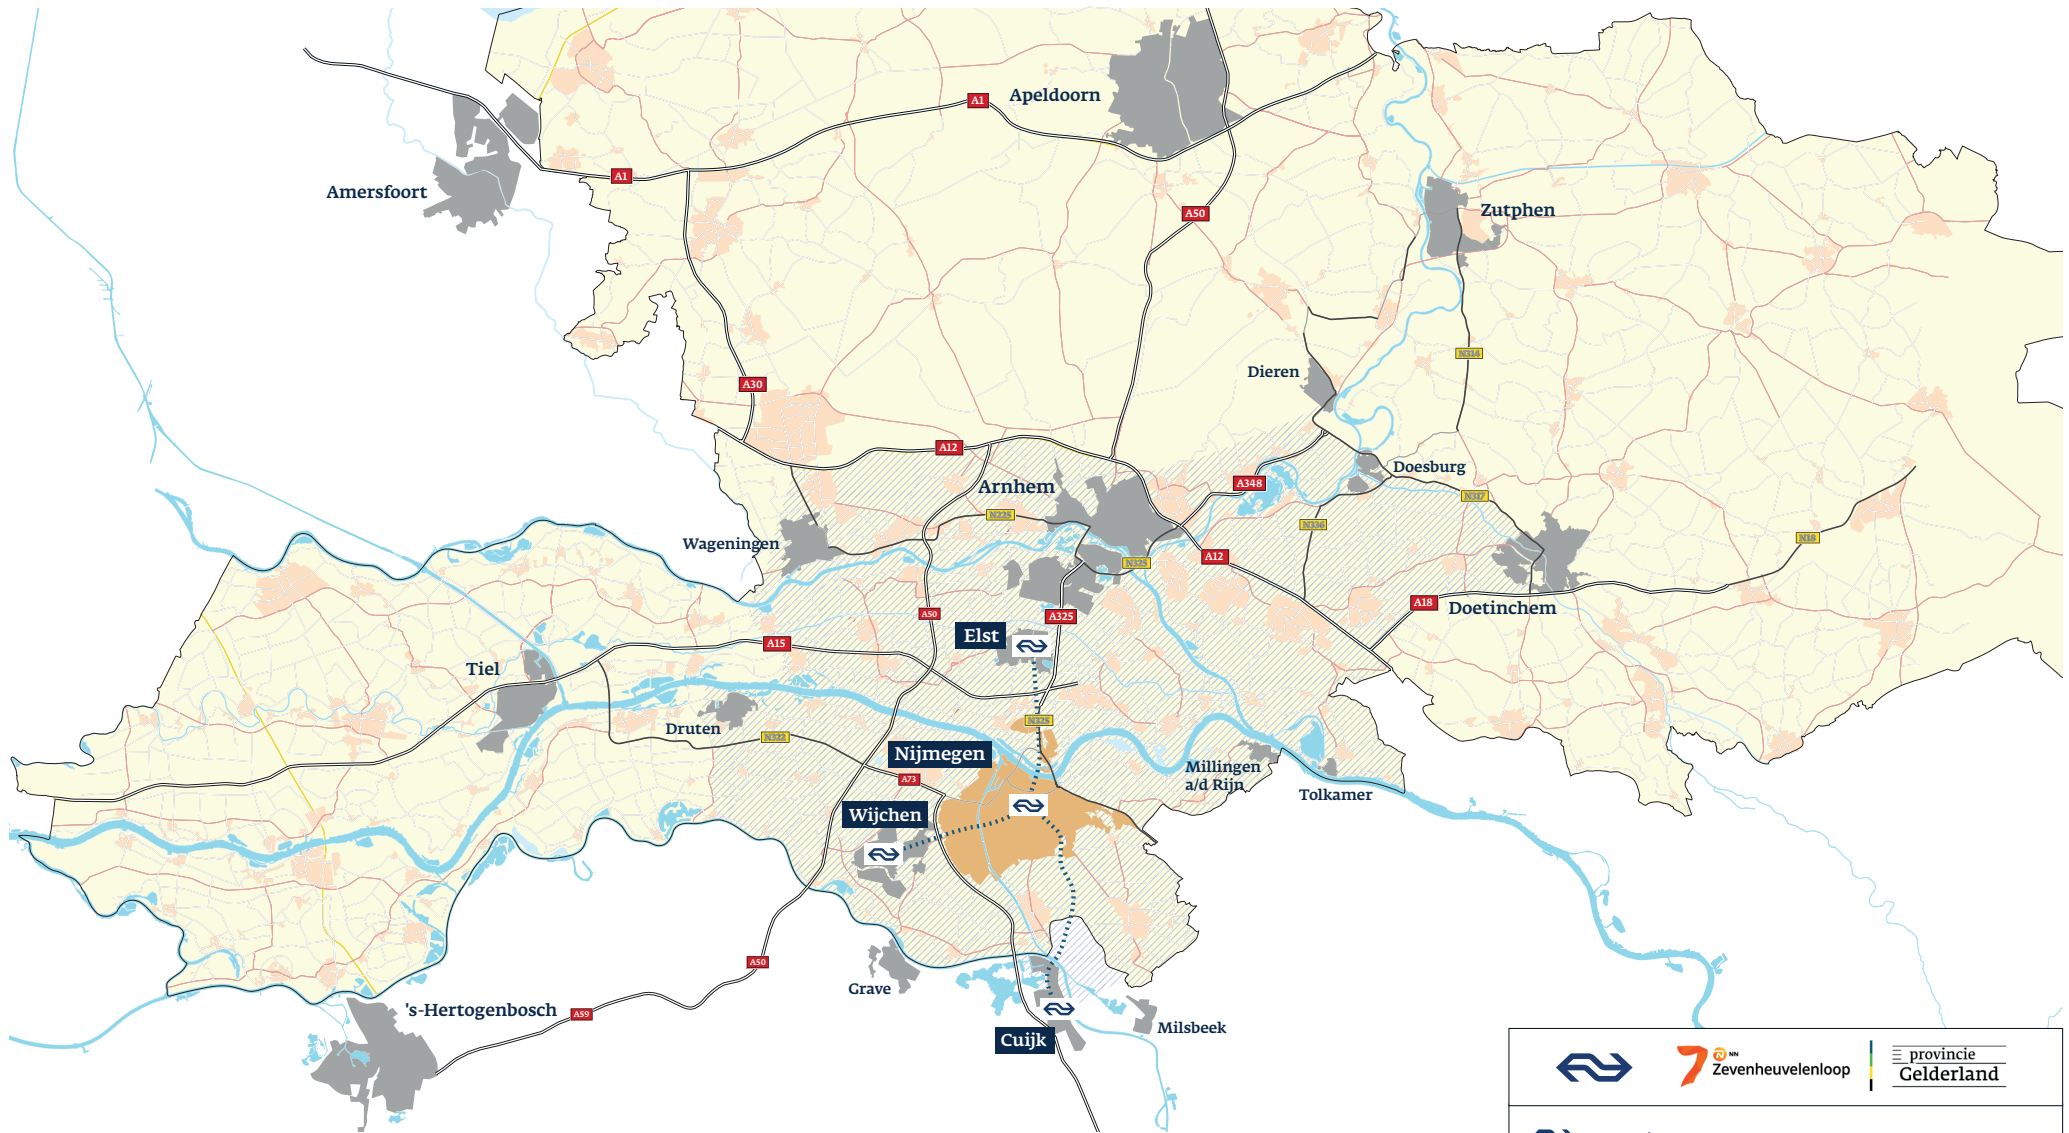 A1
Apeldoorn
A1
Amersfoort
A50
Zutphen
N314
Dieren
A30
A12
Doesburg
Arnhem
A348
N317
N225
N336
Wageningen
N18
A12
N325
A18
Doetinchem
A50
A325
Elst
A15
Tiel
N325
Druten
N322
Nijmegen
Millingen
a/d Rijn
A73
Tolkamer
Wijchen
A50
Grave
's-Hertogenbosch
A59
Milsbeek
Cuijk
7
NN
Zevenheuvelenloop
provincie
Gelderland